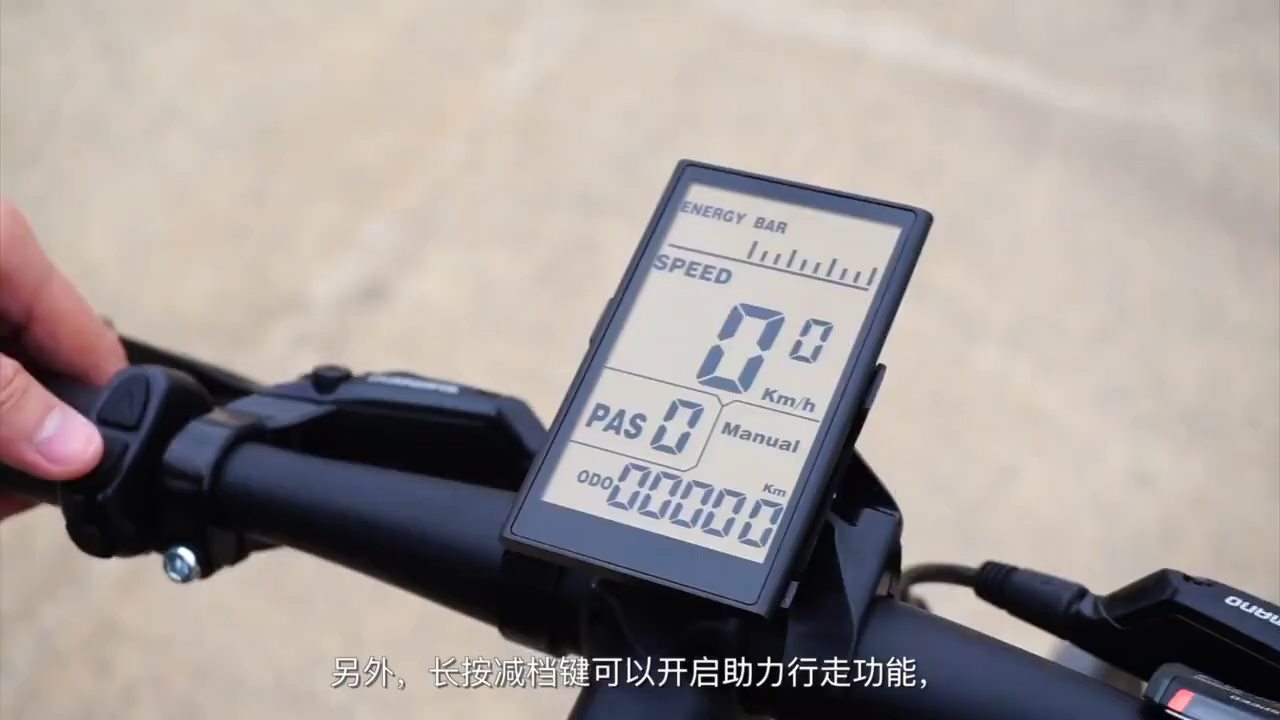 ENERGY BAR
SPEED
0 0
Km/h
PAS 0
Manual
Km
ODO 00000
另外，长按减档键可以开启助力行走功能，